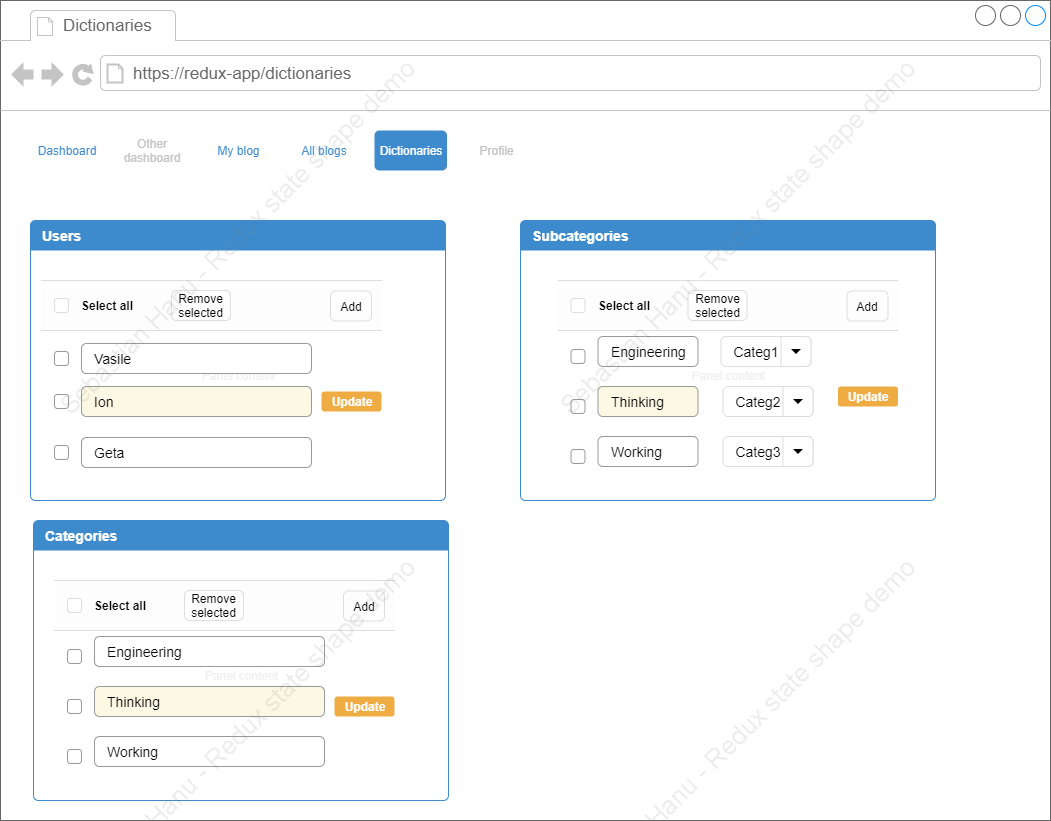 Dictionaries
https://redux-app/dictionaries
Dashboard
Other
dashboard
My blog
All blogs
Dictionaries
Profile
Users
Select all
Remove
selected
Add
Vasile
Panel content
Ion
Update
Geta
Subcategories
Select all
Remove
selected
Add
Engineering
Categ1
Panel content
Thinking
Categ2
Update
Working
Categ3
Categories
Select all
Remove
selected
Add
Engineering
Panel content
Thinking
Update
Working
Sebastian Hanu - Redux state shape demo
Sebastian Hanu - Redux state shape demo
Hanu - Redux state shape demo
Hanu - Redux state shape demo